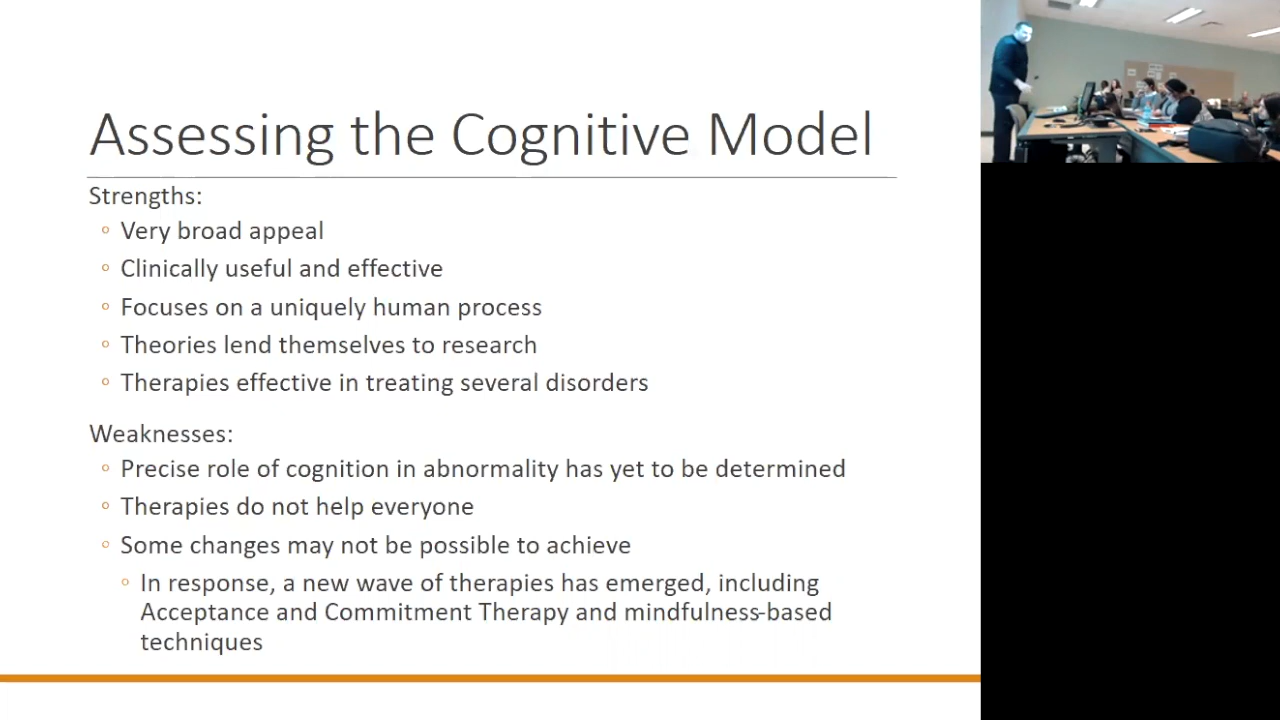 Assessing the Cognitive Model
Strengths:
◦ Very broad appeal
◦ Clinically useful and effective
◦ Focuses on a uniquely human process
◦ Theories lend themselves to research
◦ Therapies effective in treating several disorders
Weaknesses:
◦ Precise role of cognition in abnormality has yet to be determined
◦ Therapies do not help everyone
◦ Some changes may not be possible to achieve
◦ In response, a new wave of therapies has emerged, including
Acceptance and Commitment Therapy and mindfulness-based
techniques